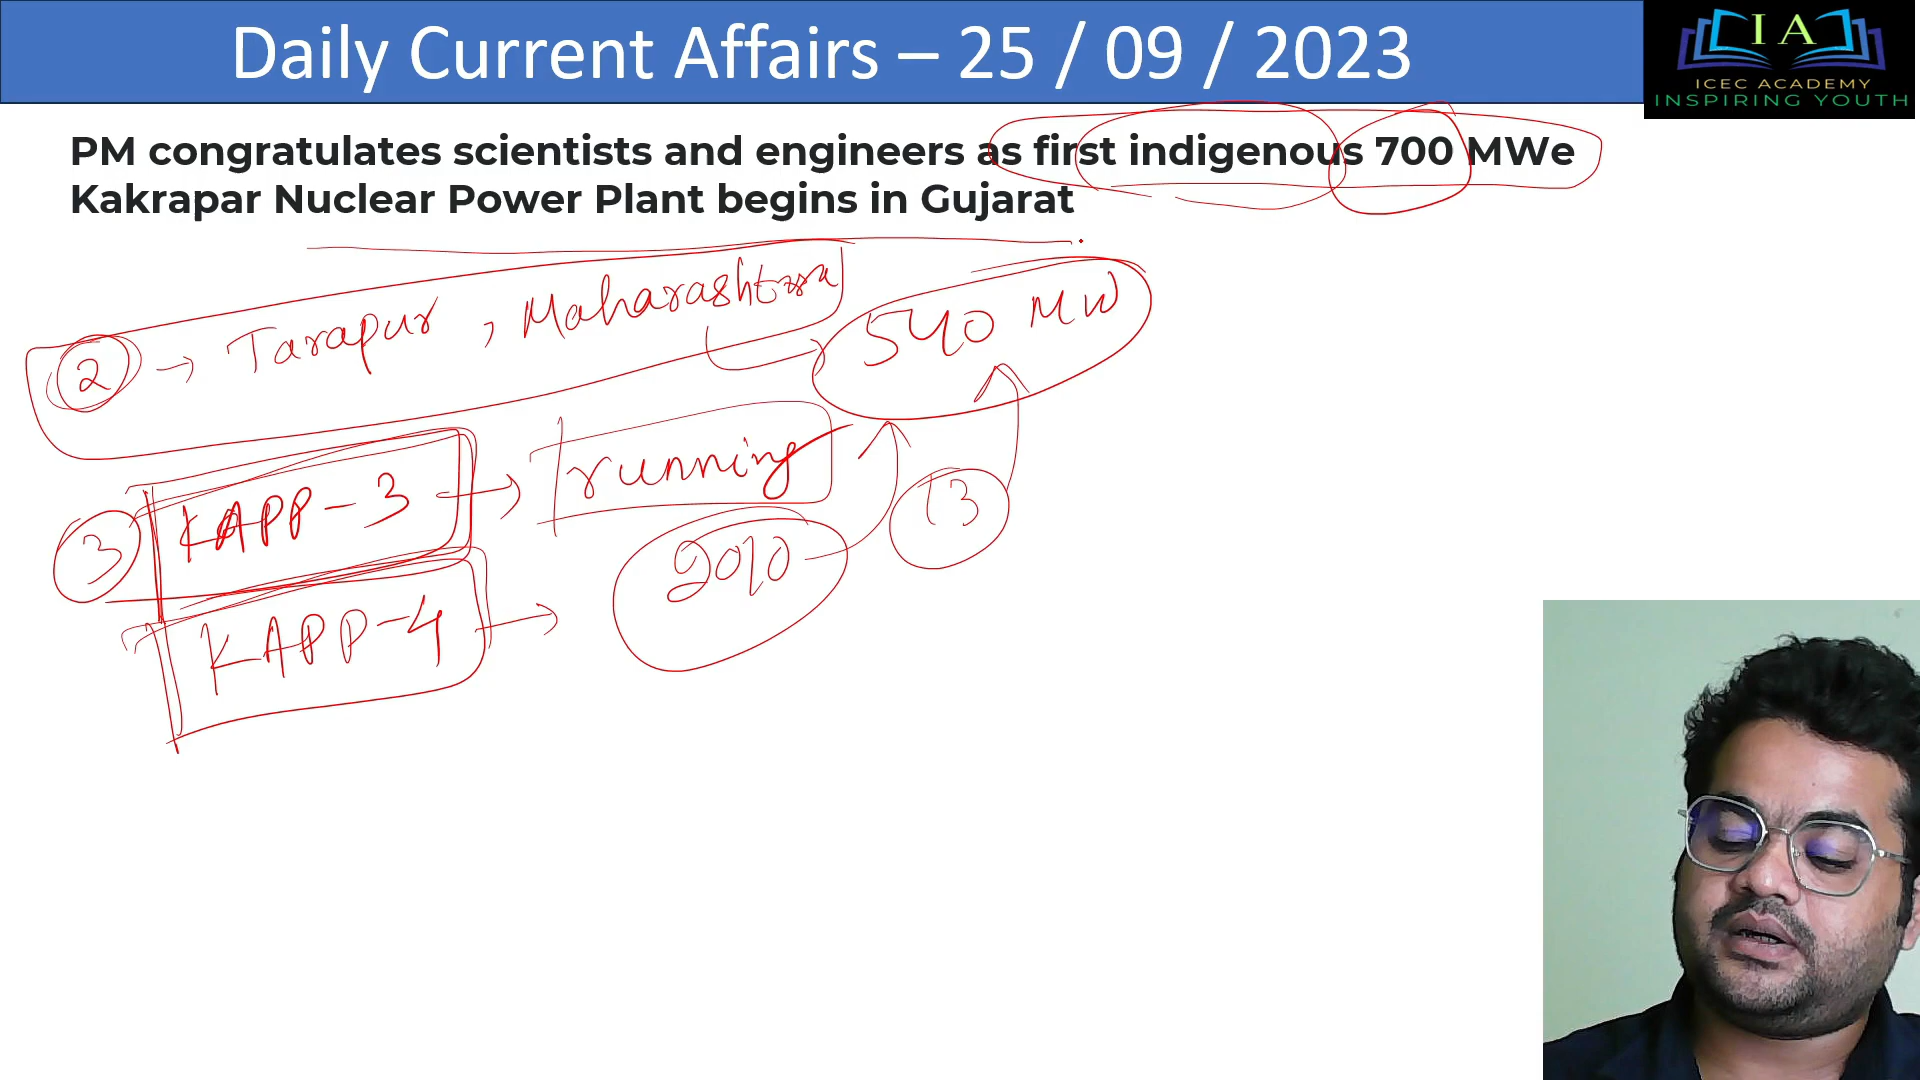 Daily Current Affairs – 25 / 09 / 2023
I A
ICEC ACADEMY
INSPIRING YOUTH
PM congratulates scientists and engineers as first indigenous 700 MWe
Kakrapar Nuclear Power Plant begins in Gujarat
2 → Tarapur , Maharashtra
540 MW
3 KAPP-3 → running
13
2010
KAPP-4 →